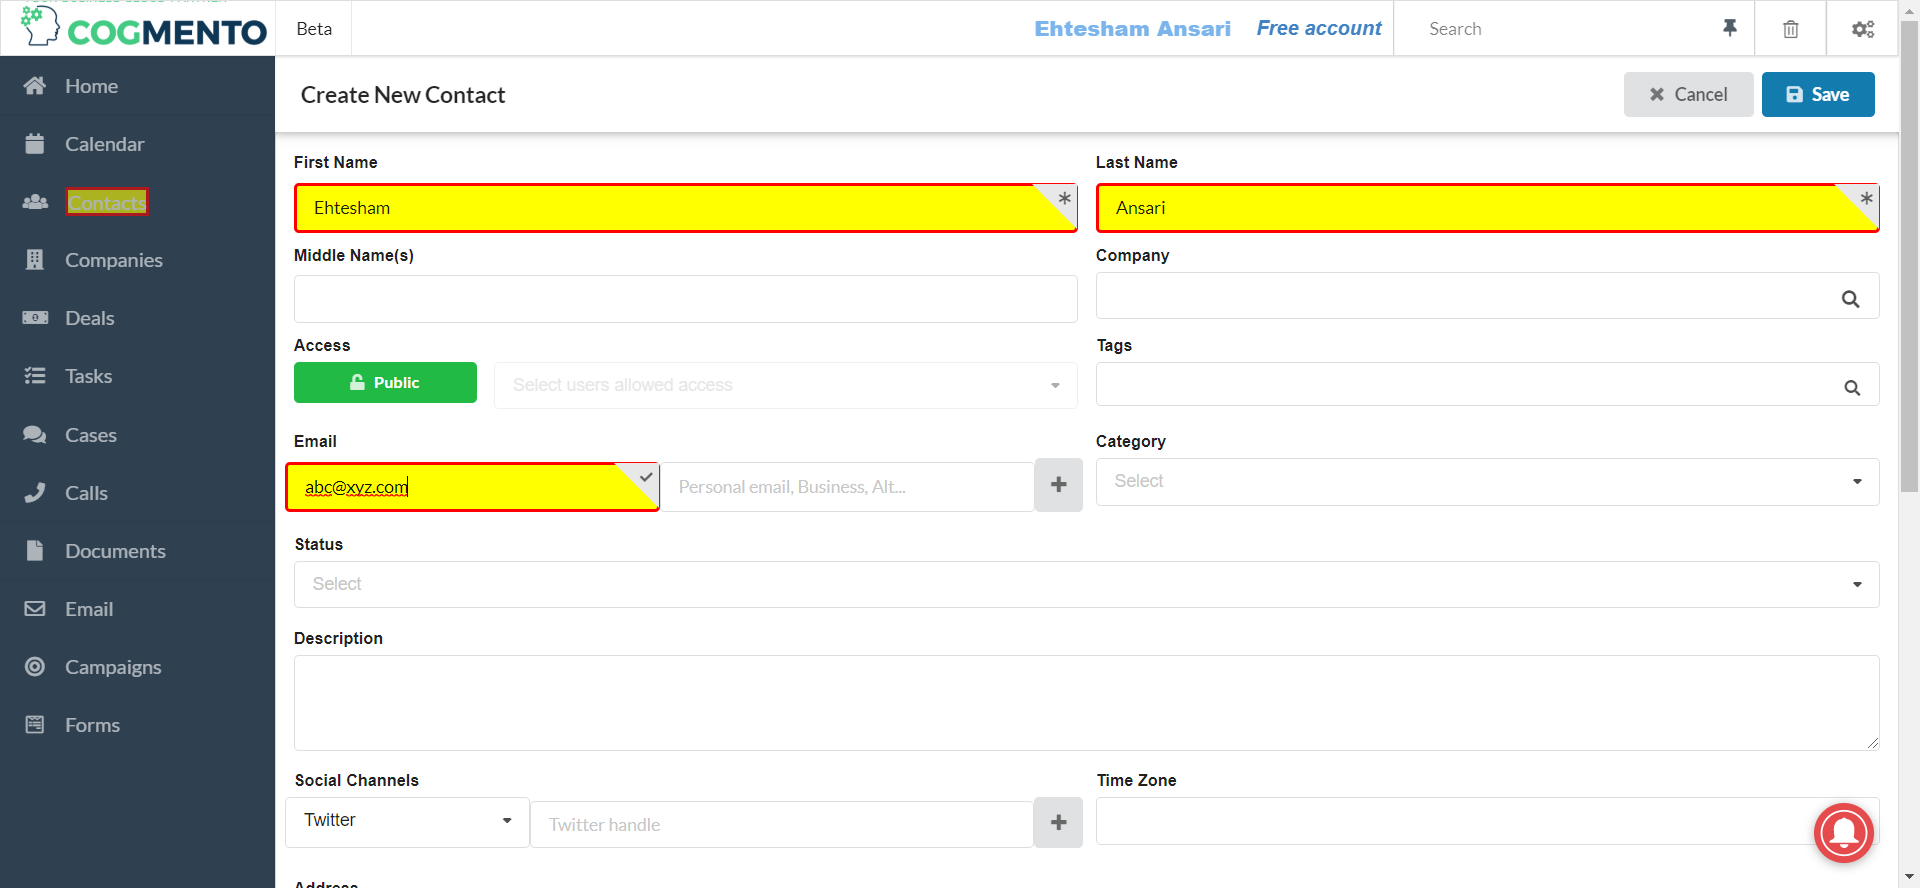 COGMENTO
Beta
Ehtesham Ansari
Free account
Search
Home
Calendar
Contacts
Companies
Deals
Tasks
Cases
Calls
Documents
Email
Campaigns
Forms
Create New Contact
Cancel
Save
First Name
Last Name
Ehtesham
Ansari
Middle Name(s)
Company
Access
Tags
Public
Select users allowed access
Email
Category
abc@xyz.com
Personal email, Business, Alt...
Select
Status
Select
Description
Social Channels
Time Zone
Twitter
Twitter handle
Address